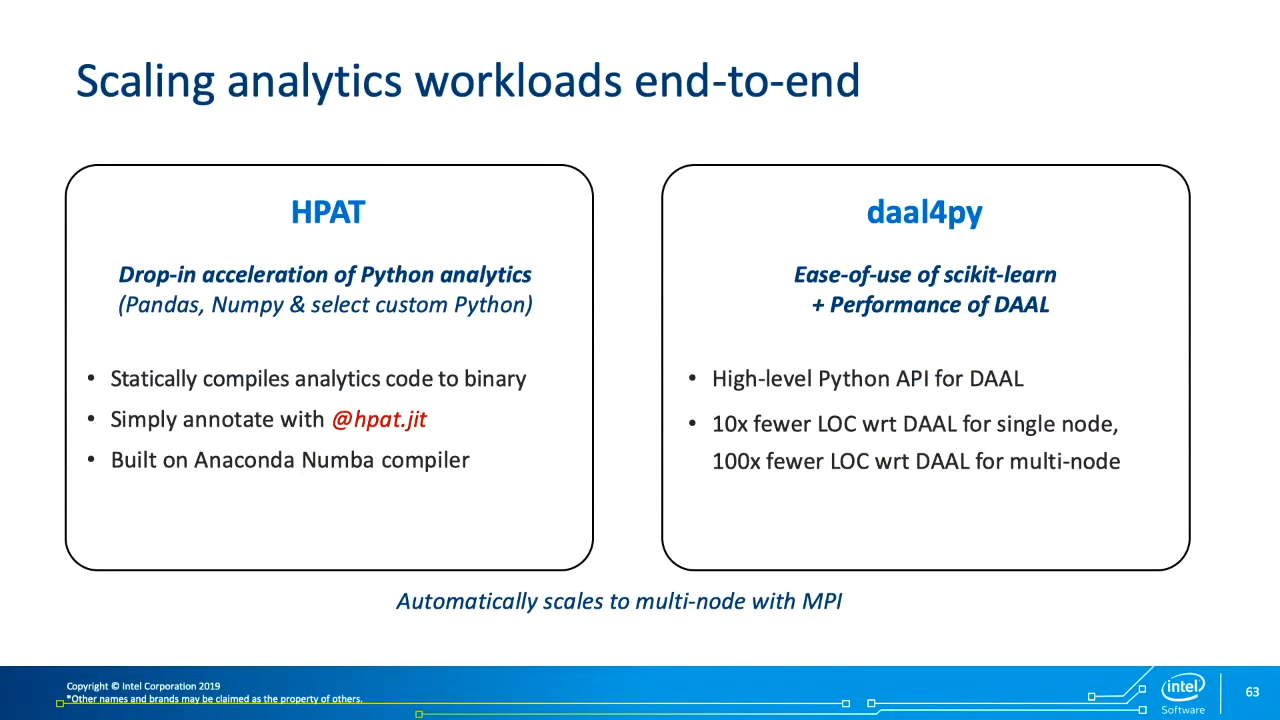 Scaling analytics workloads end-to-end
HPAT
Drop-in acceleration of Python analytics
(Pandas, Numpy & select custom Python)
• Statically compiles analytics code to binary
• Simply annotate with @hpat.jit
• Built on Anaconda Numba compiler
daal4py
Ease-of-use of scikit-learn
+ Performance of DAAL
• High-level Python API for DAAL
• 10x fewer LOC wrt DAAL for single node,
100x fewer LOC wrt DAAL for multi-node
Automatically scales to multi-node with MPI
Copyright © Intel Corporation 2019
*Other names and brands may be claimed as the property of others.
intel
Software
63